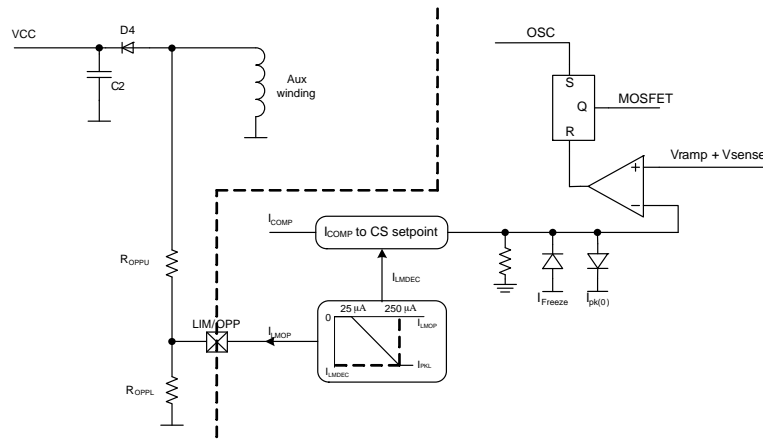 VCC
D4
C2
Aux
winding
OSC
S
Q
R
MOSFET
Vramp + Vsense
+
−
ICOMP
ICOMP to CS setpoint
ILMDEC
IFreeze
Ipk(0)
ROPPU
LIM/OPP
ILMOP
25 µA 250 µA
0
ILMOP
ILMDEC
IPKL
ROPPL